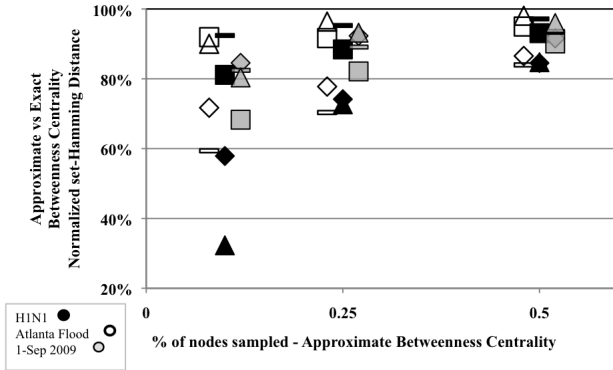 Approximate vs Exact
Betweenness Centrality
Normalized set-Hamming Distance
100%
80%
60%
40%
20%
0
0.25
0.5
% of nodes sampled - Approximate Betweenness Centrality
H1N1
Atlanta Flood
1-Sep 2009